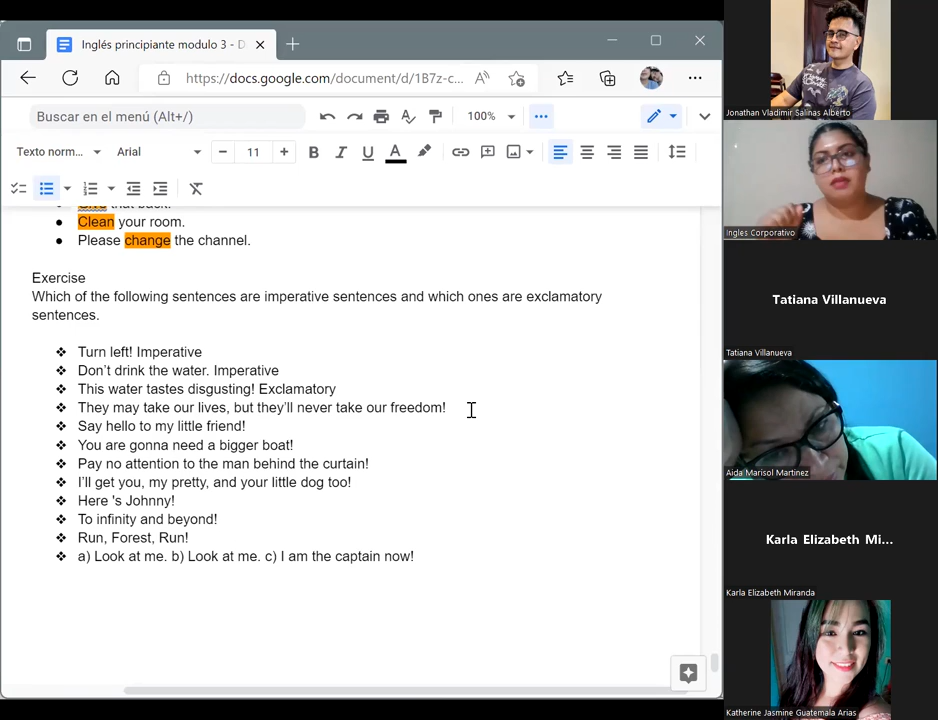 Inglés principiante modulo 3 - D
https://docs.google.com/document/d/1B7z-c...
Buscar en el menú (Alt+/)
100%
Texto norm...
Arial
11
that back.
Clean your room.
Please change the channel.
Exercise
Which of the following sentences are imperative sentences and which ones are exclamatory
sentences.
Turn left! Imperative
Don't drink the water. Imperative
This water tastes disgusting! Exclamatory
They may take our lives, but they'll never take our freedom!
Say hello to my little friend!
You are gonna need a bigger boat!
Pay no attention to the man behind the curtain!
I'll get you, my pretty, and your little dog too!
Here 's Johnny!
To infinity and beyond!
Run, Forest, Run!
a) Look at me. b) Look at me. c) I am the captain now!
Jonathan Vladimir Salinas Alberto
Ingles Corporativo
Tatiana Villanueva
Tatiana Villanueva
Aida Marisol Martinez
Karla Elizabeth Mi...
Karla Elizabeth Miranda
Katherine Jasmine Guatemala Arias